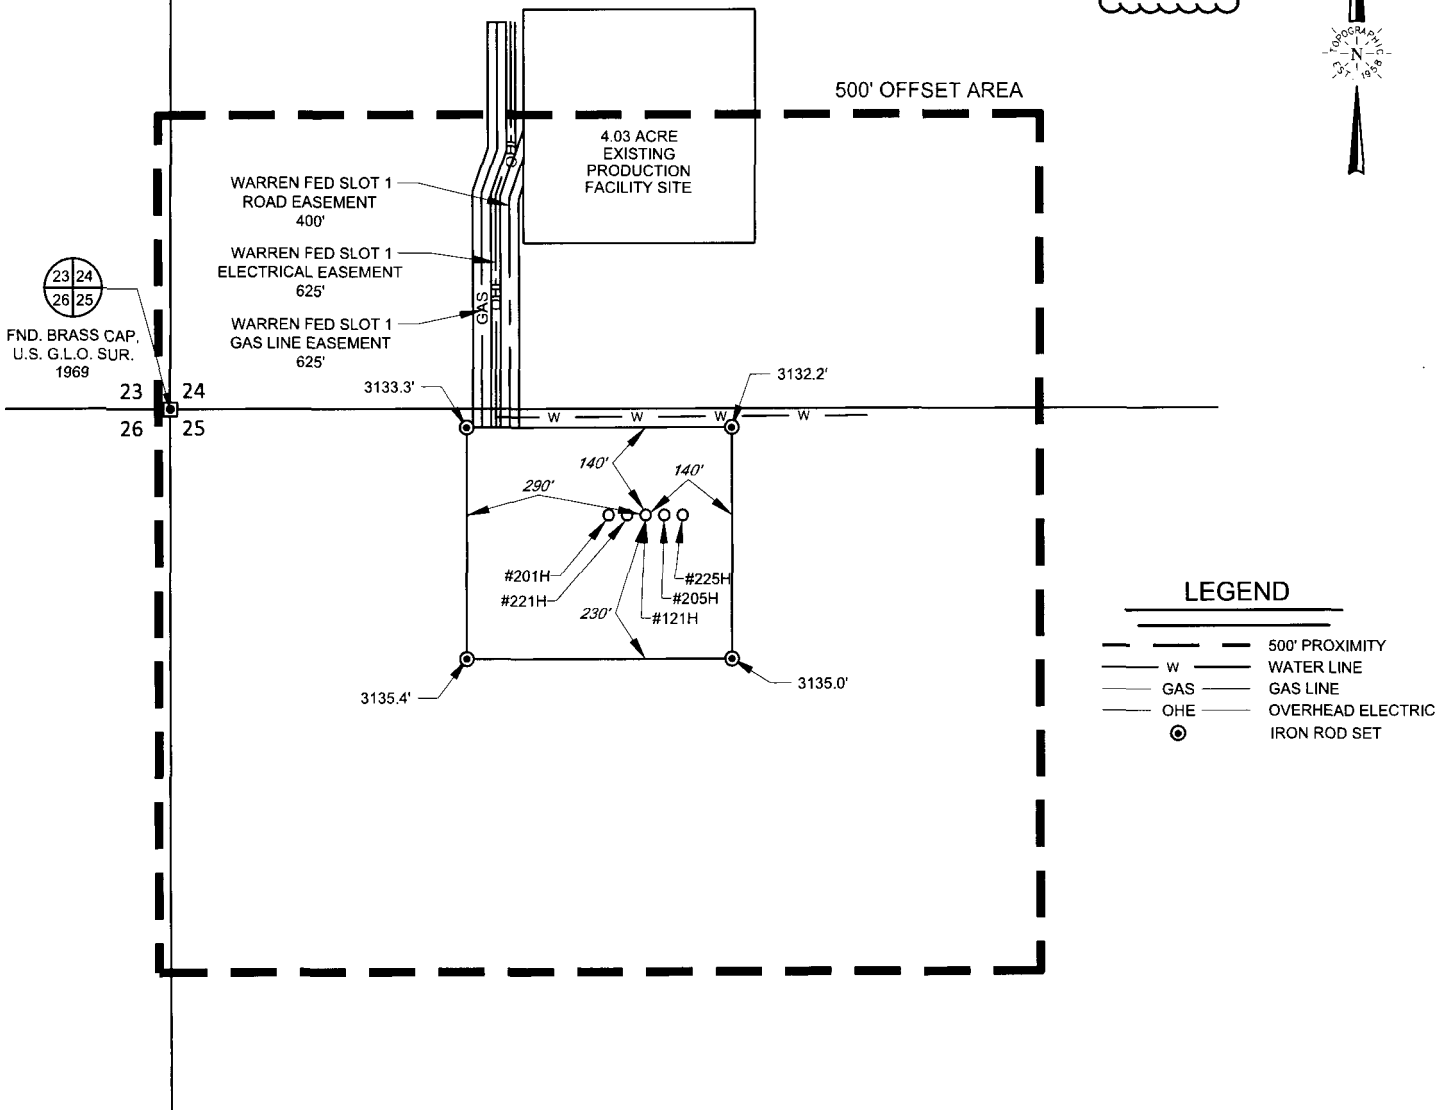 TOPOGRAPHIC
N
EST. 1958
500' OFFSET AREA
4.03 ACRE
EXISTING
PRODUCTION
FACILITY SITE
OHE
WARREN FED SLOT 1
ROAD EASEMENT
400'
WARREN FED SLOT 1
ELECTRICAL EASEMENT
625'
WARREN FED SLOT 1
GAS LINE EASEMENT
625'
GAS
OHE
23 24
26 25
FND. BRASS CAP,
U.S. G.L.O. SUR.
1969
23 24
26 25
3133.3'
3132.2'
W W W W
140'
140'
290'
#201H
#221H
230'
#225H
#205H
#121H
3135.4'
3135.0'
LEGEND
500' PROXIMITY
W WATER LINE
GAS GAS LINE
OHE OVERHEAD ELECTRIC
IRON ROD SET